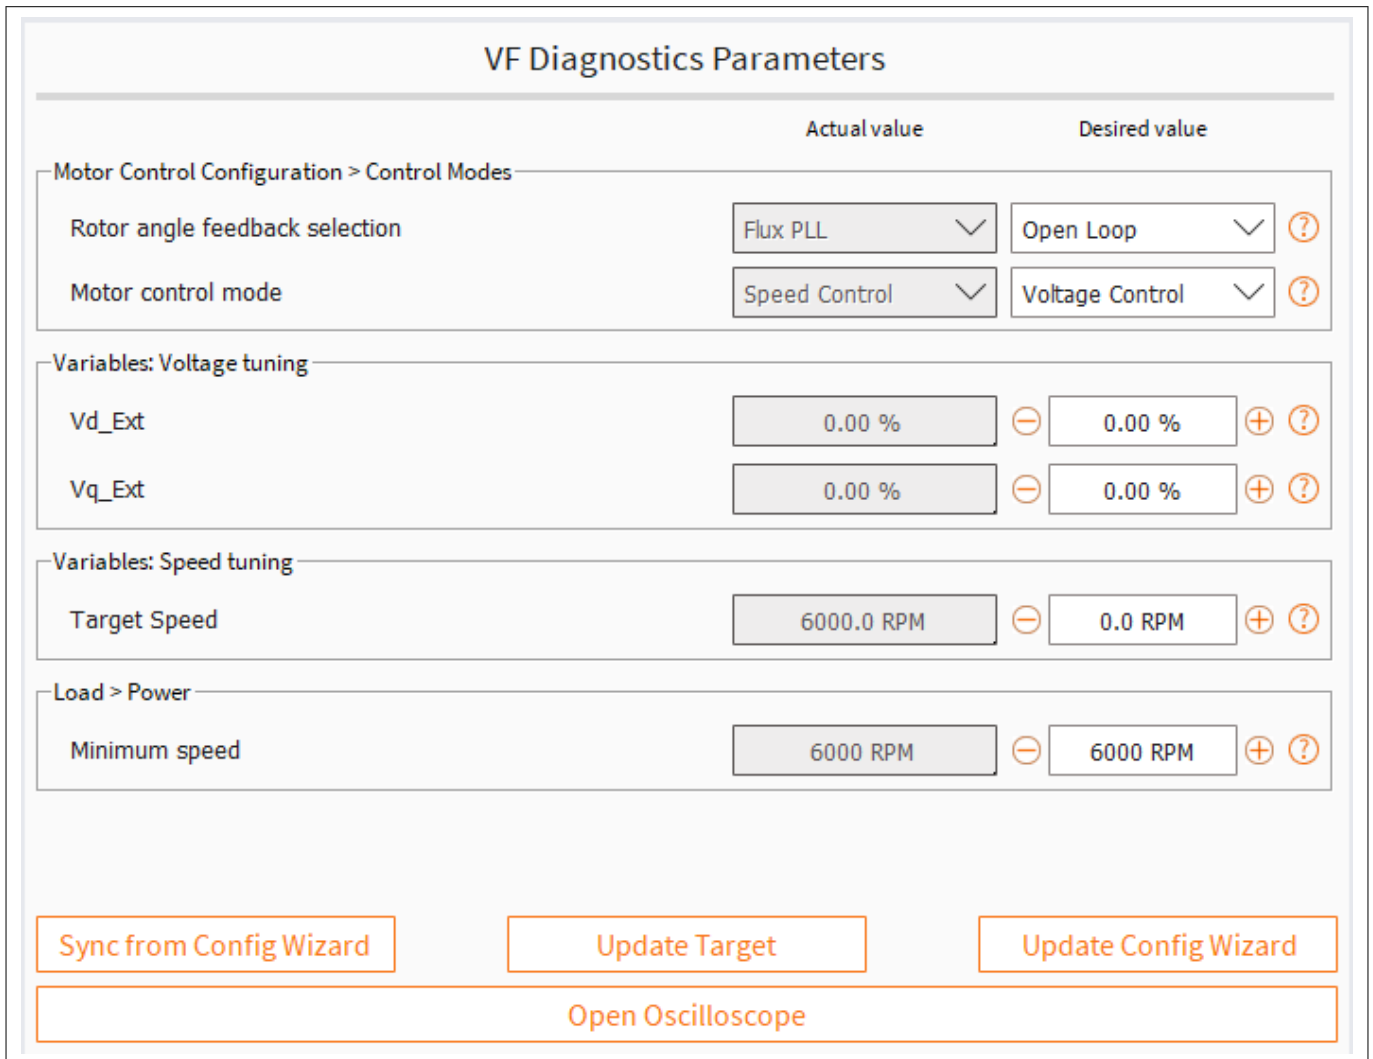 VF Diagnostics Parameters
Actual value Desired value
Motor Control Configuration > Control Modes
Rotor angle feedback selection Flux PLL Open Loop ?
Motor control mode Speed Control Voltage Control ?
Variables: Voltage tuning
Vd_Ext 0.00 % 0.00 % ?
Vq_Ext 0.00 % 0.00 % ?
Variables: Speed tuning
Target Speed 6000.0 RPM 0.0 RPM ?
Load > Power
Minimum speed 6000 RPM 6000 RPM ?
Sync from Config Wizard Update Target Update Config Wizard
Open Oscilloscope